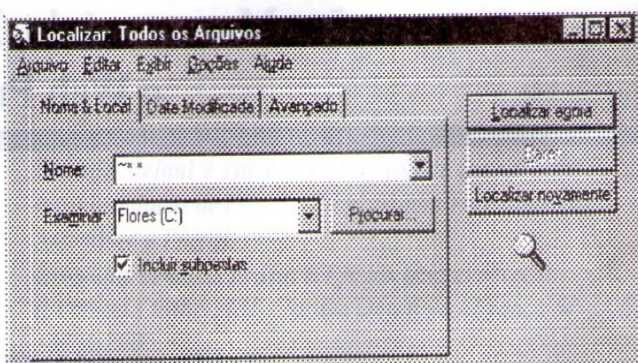 Localizar: Todos os Arquivos
Arquivo Editar Exibir Opções Ajuda
Nome & Local Data Modificada Avançado
Localizar agora
Parar
Nome: ~*.*
Localizar novamente
Examinar: Flores (C:) Procurar...
Incluir subpastas